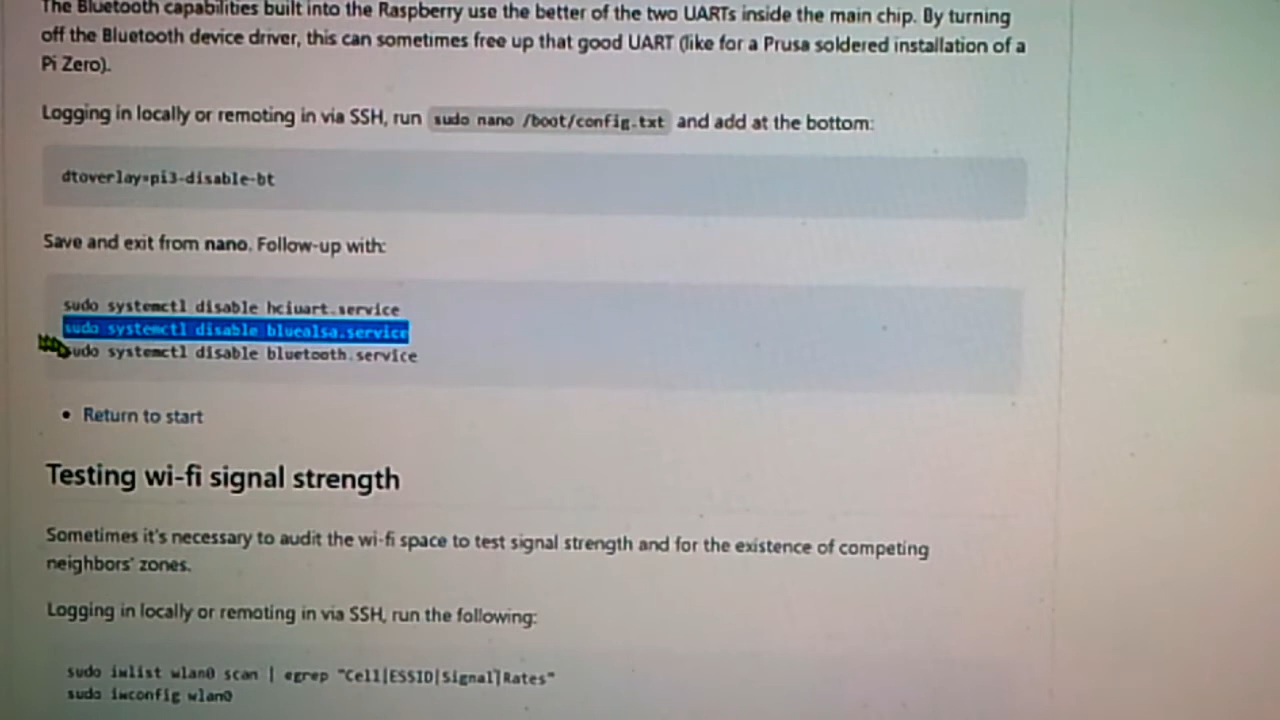 The Bluetooth capabilities built into the Raspberry use the better of the two UARTs inside the main chip. By turning
off the Bluetooth device driver, this can sometimes free up that good UART (like for a Prusa soldered installation of a
Pi Zero).
Logging in locally or remoting in via SSH, run sudo nano /boot/config.txt and add at the bottom:
dtoverlay=pi3-disable-bt
Save and exit from nano. Follow-up with:
sudo systemctl disable hciuart.service
sudo systemctl disable bluealsa.service
sudo systemctl disable bluetooth.service
• Return to start
Testing wi-fi signal strength
Sometimes it's necessary to audit the wi-fi space to test signal strength and for the existence of competing
neighbors' zones.
Logging in locally or remoting in via SSH, run the following:
sudo iwlist wlan0 scan | egrep "Cell|ESSID|Signal|Rates"
sudo iwconfig wlan0